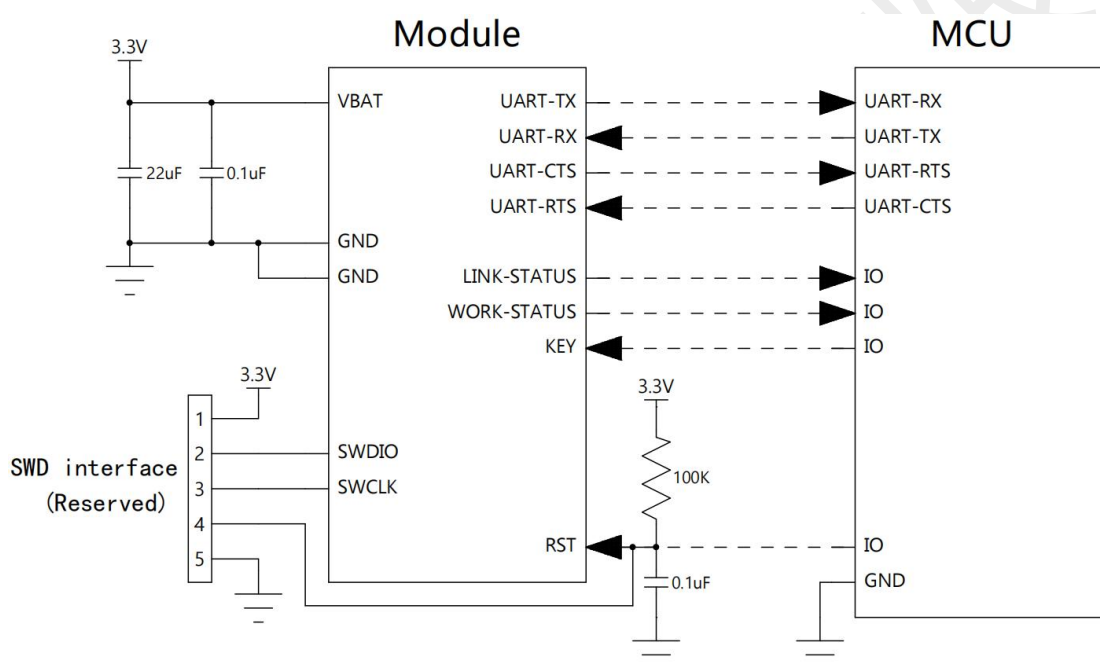 Module
MCU
3.3V
VBAT
UART-TX
UART-RX
UART-RX
UART-TX
22uF
0.1uF
UART-CTS
UART-RTS
UART-RTS
UART-CTS
GND
GND
LINK-STATUS
IO
WORK-STATUS
IO
KEY
IO
3.3V
3.3V
1
2
SWDIO
SWD interface
(Reserved)
3
SWCLK
100K
4
5
RST
IO
0.1uF
GND